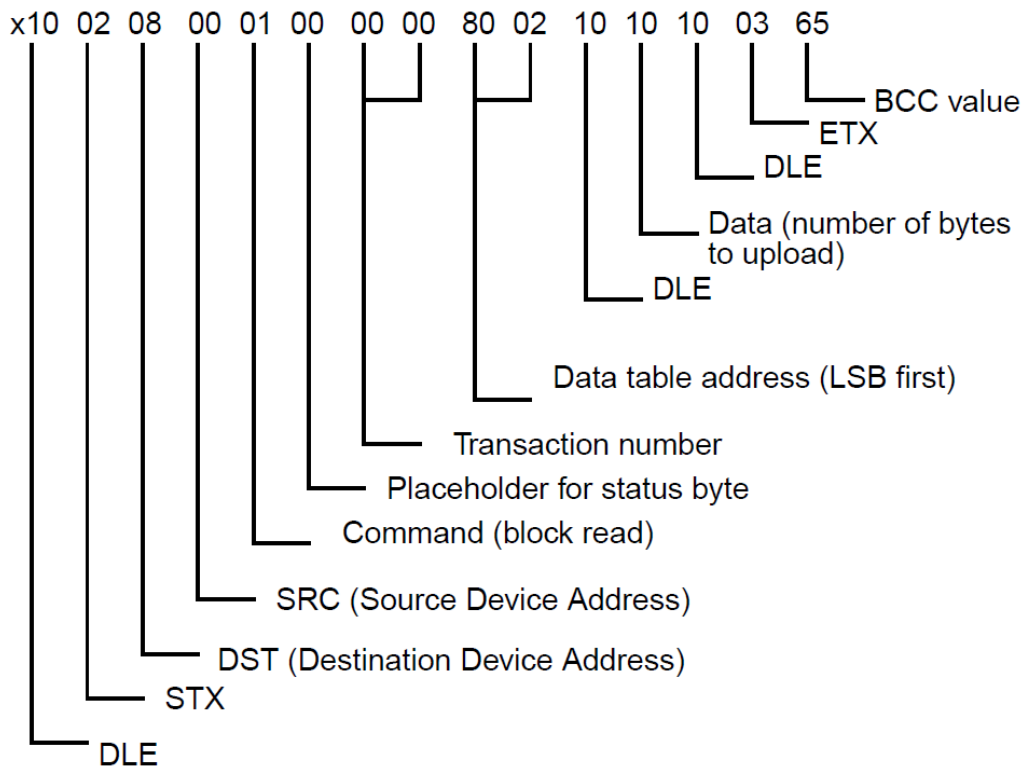 x10 02 08 00 01 00 00 00 80 02 10 10 10 03 65
BCC value
ETX
DLE
Data (number of bytes
to upload)
DLE
Data table address (LSB first)
Transaction number
Placeholder for status byte
Command (block read)
SRC (Source Device Address)
DST (Destination Device Address)
STX
DLE